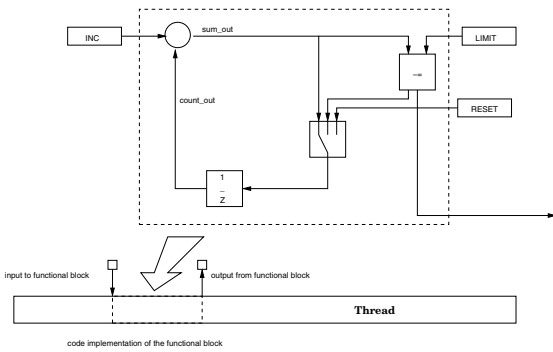 INC
sum_out
LIMIT
count_out
RESET
1
_
Z
input to functional block
output from functional block
Thread
code implementation of the functional block